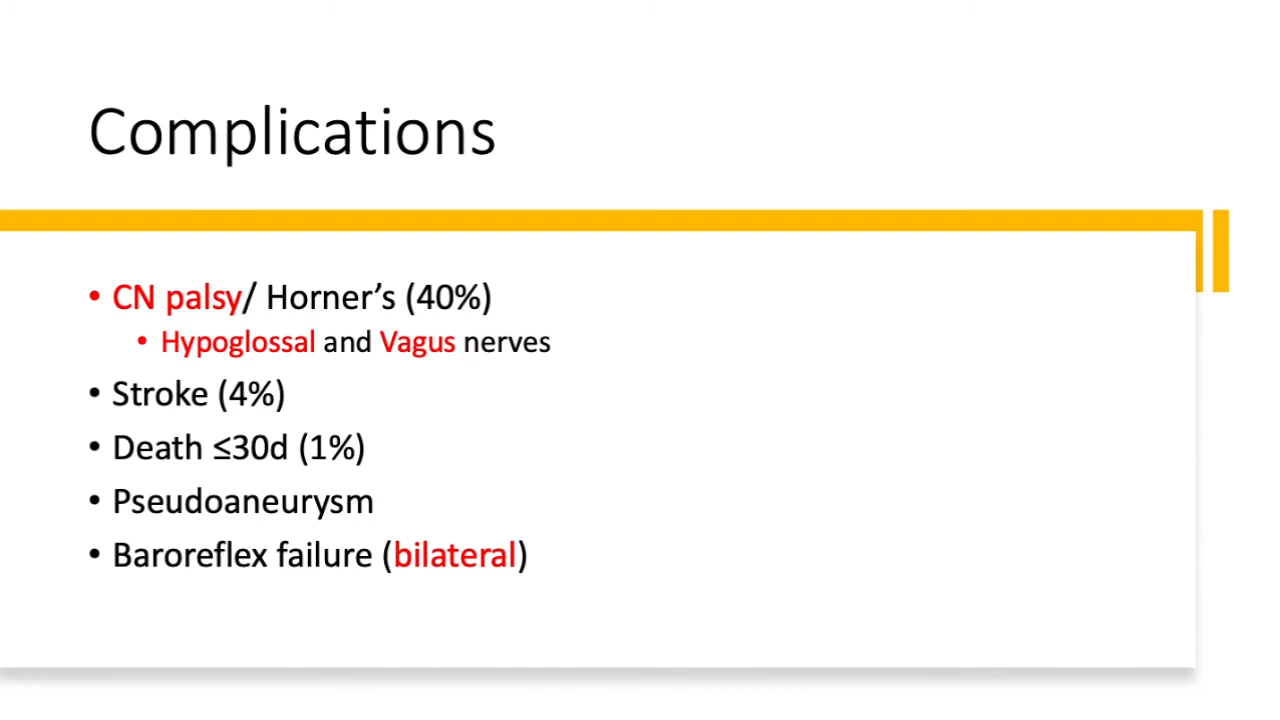 Complications
• CN palsy/ Horner’s (40%)
• Hypoglossal and Vagus nerves
• Stroke (4%)
• Death ≤30d (1%)
• Pseudoaneurysm
• Baroreflex failure (bilateral)